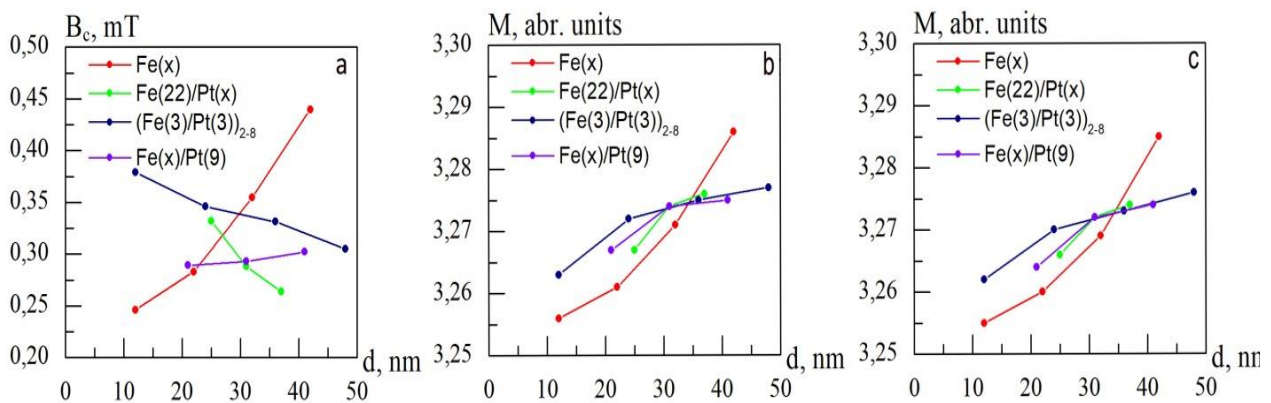 B_c, mT
0,50
0,45
0,40
0,35
0,30
0,25
0,20
0 10 20 30 40 50
d, nm
a
Fe(x)
Fe(22)/Pt(x)
(Fe(3)/Pt(3))₂₋₈
Fe(x)/Pt(9)
M, abr. units
3,30
3,29
3,28
3,27
3,26
3,25
0 10 20 30 40 50
d, nm
b
Fe(x)
Fe(22)/Pt(x)
(Fe(3)/Pt(3))₂₋₈
Fe(x)/Pt(9)
M, abr. units
3,30
3,29
3,28
3,27
3,26
3,25
0 10 20 30 40 50
d, nm
c
Fe(x)
Fe(22)/Pt(x)
(Fe(3)/Pt(3))₂₋₈
Fe(x)/Pt(9)